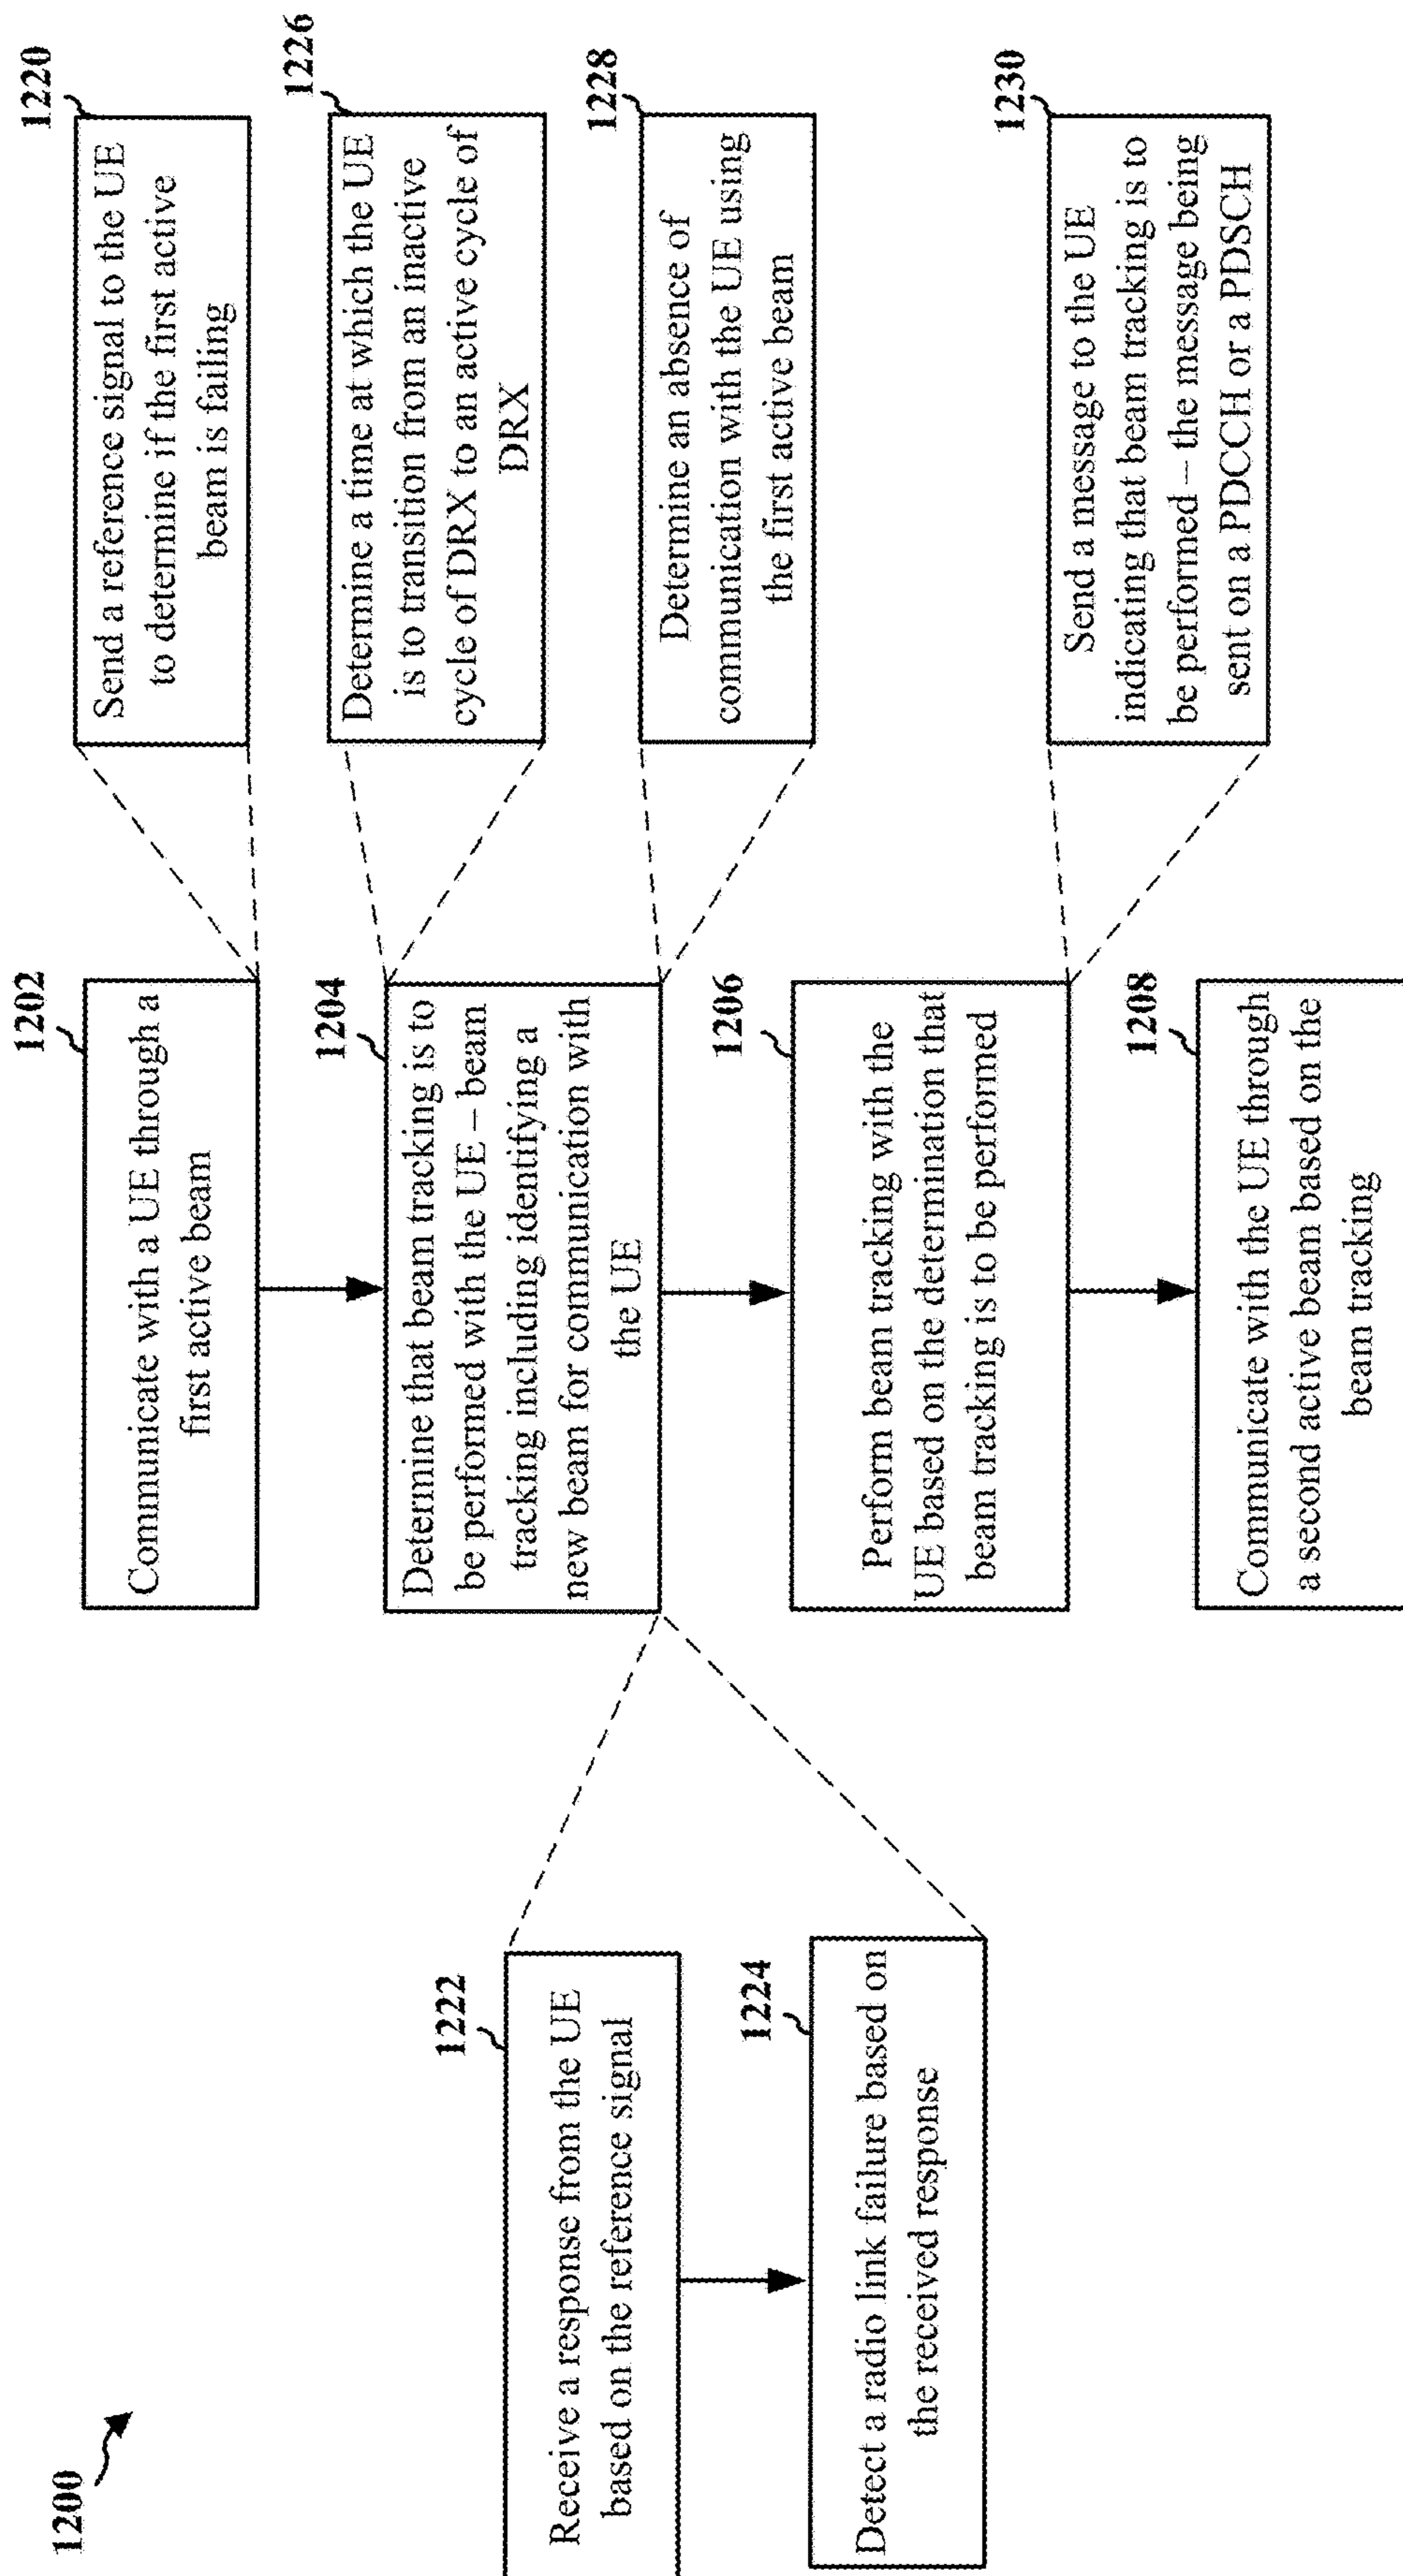 1200
1202
Communicate with a UE through a
first active beam
1220
Send a reference signal to the UE
to determine if the first active
beam is failing
1204
Determine that beam tracking is to
be performed with the UE – beam
tracking including identifying a
new beam for communication with
the UE
1226
Determine a time at which the UE
is to transition from an inactive
cycle of DRX to an active cycle of
DRX
1228
Determine an absence of
communication with the UE using
the first active beam
1222
Receive a response from the UE
based on the reference signal
1224
Detect a radio link failure based on
the received response
1206
Perform beam tracking with the
UE based on the determination that
beam tracking is to be performed
1230
Send a message to the UE
indicating that beam tracking is to
be performed – the message being
sent on a PDCCH or a PDSCH
1208
Communicate with the UE through
a second active beam based on the
beam tracking